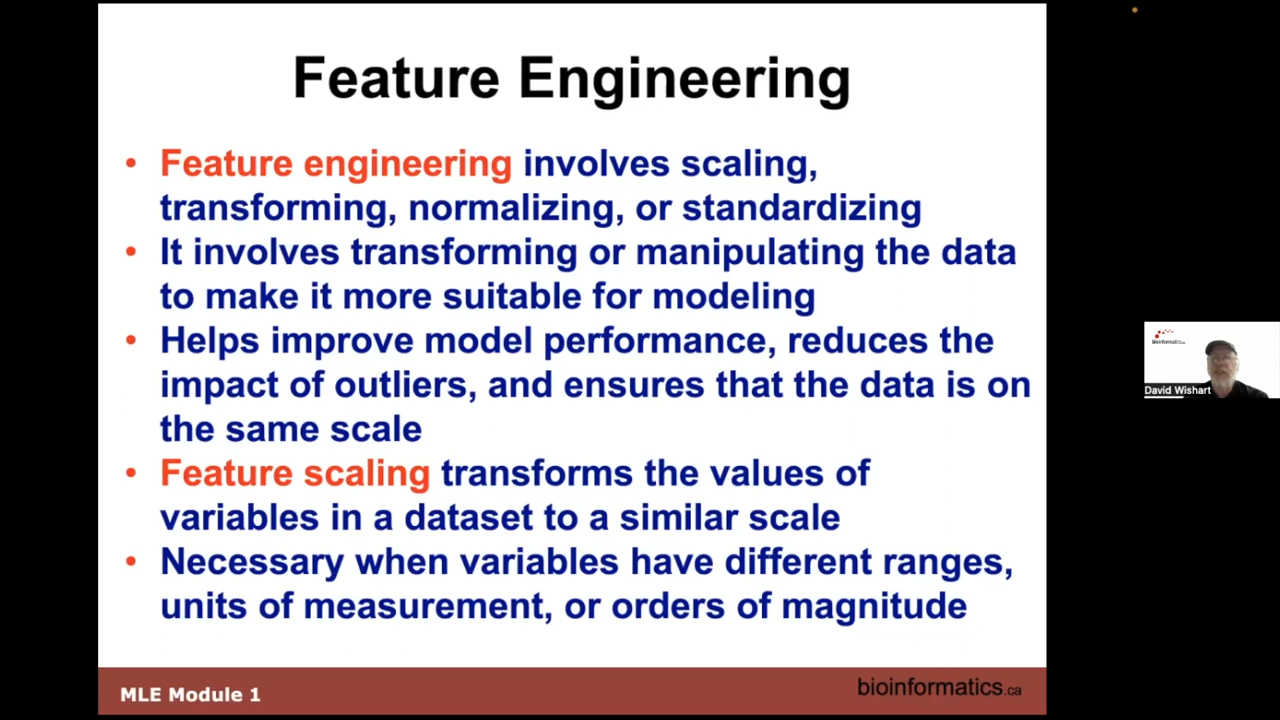 Feature Engineering
• Feature engineering involves scaling,
transforming, normalizing, or standardizing
• It involves transforming or manipulating the data
to make it more suitable for modeling
• Helps improve model performance, reduces the
impact of outliers, and ensures that the data is on
the same scale
• Feature scaling transforms the values of
variables in a dataset to a similar scale
• Necessary when variables have different ranges,
units of measurement, or orders of magnitude
MLE Module 1
bioinformatics.ca
bioinformatics.ca
David Wishart